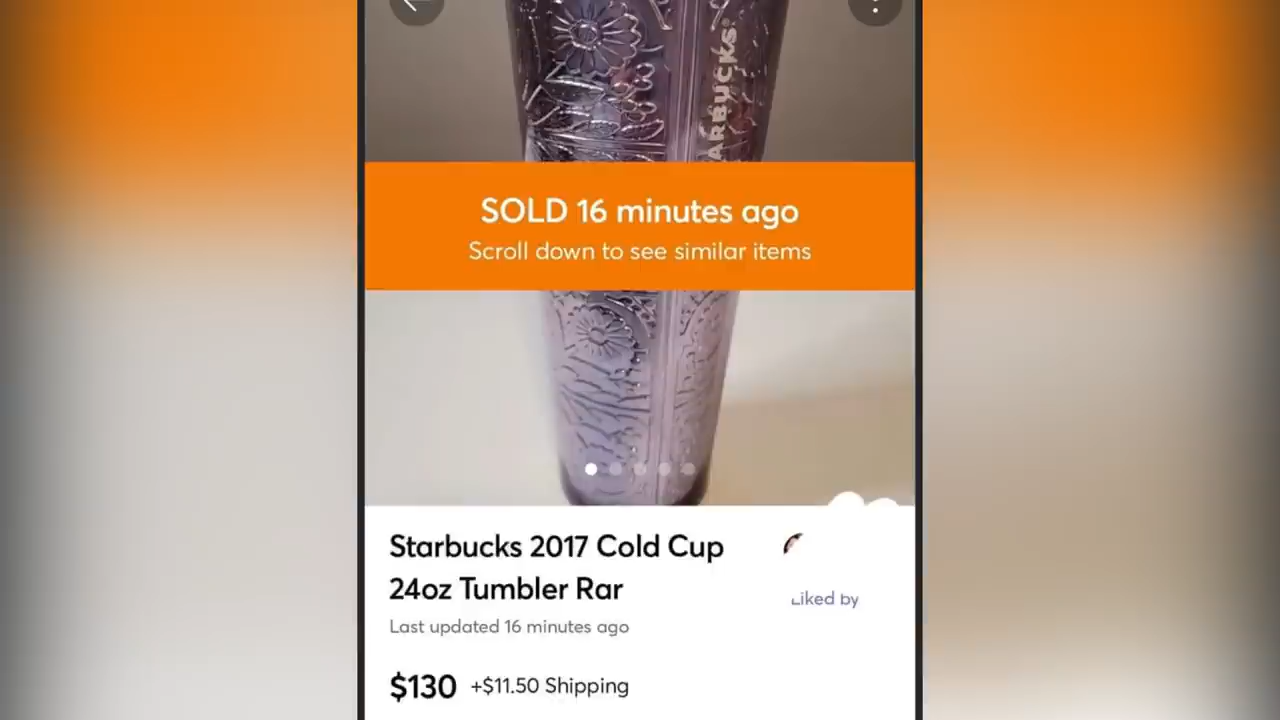 ARBUCKS
SOLD 16 minutes ago
Scroll down to see similar items
Starbucks 2017 Cold Cup
24oz Tumbler Rar
Liked by
Last updated 16 minutes ago
$130 +$11.50 Shipping